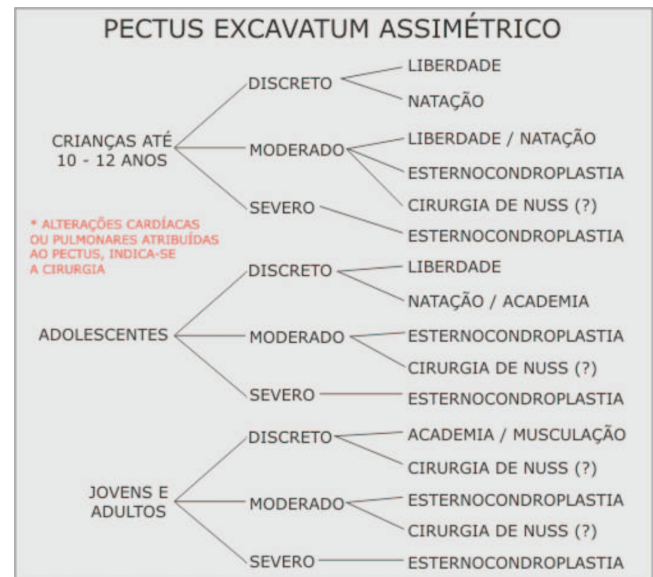 PECTUS EXCAVATUM ASSIMÉTRICO
CRIANÇAS ATÉ
10 - 12 ANOS
DISCRETO
LIBERDADE
NATAÇÃO
MODERADO
LIBERDADE / NATAÇÃO
ESTERNOCONDROPLASTIA
CIRURGIA DE NUSS (?)
SEVERO
ESTERNOCONDROPLASTIA
* ALTERAÇÕES CARDÍACAS
OU PULMONARES ATRIBUÍDAS
AO PECTUS, INDICA-SE
A CIRURGIA
ADOLESCENTES
DISCRETO
LIBERDADE
NATAÇÃO / ACADEMIA
MODERADO
ESTERNOCONDROPLASTIA
CIRURGIA DE NUSS (?)
SEVERO
ESTERNOCONDROPLASTIA
JOVENS E
ADULTOS
DISCRETO
ACADEMIA / MUSCULAÇÃO
CIRURGIA DE NUSS (?)
MODERADO
ESTERNOCONDROPLASTIA
CIRURGIA DE NUSS (?)
SEVERO
ESTERNOCONDROPLASTIA